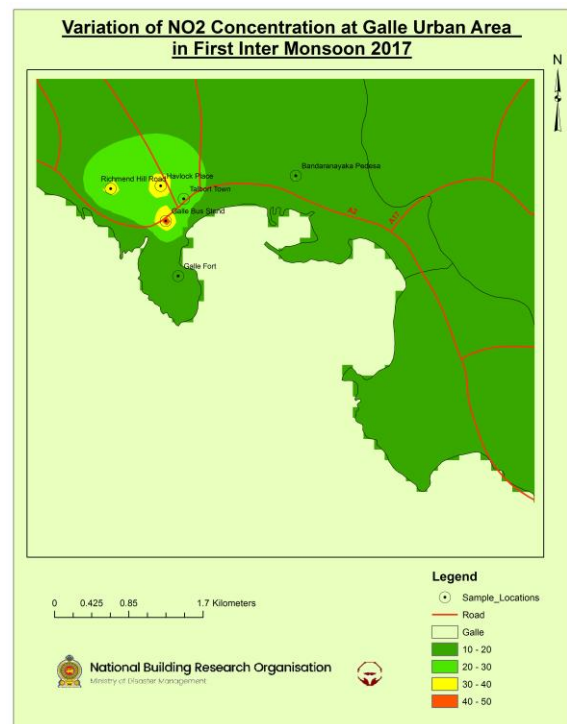 Variation of NO2 Concentration at Galle Urban Area
in First Inter Monsoon 2017
N
Bandaranayaka Pedesa
Havlock Place
Richmend Hill Road
Talbort Town
Galle Bus Stand
A2
A17
Galle Fort
Legend
Sample_Locations
Road
Galle
10 - 20
20 - 30
30 - 40
40 - 50
0 0.425 0.85 1.7 Kilometers
National Building Research Organisation
Ministry of Disaster Management